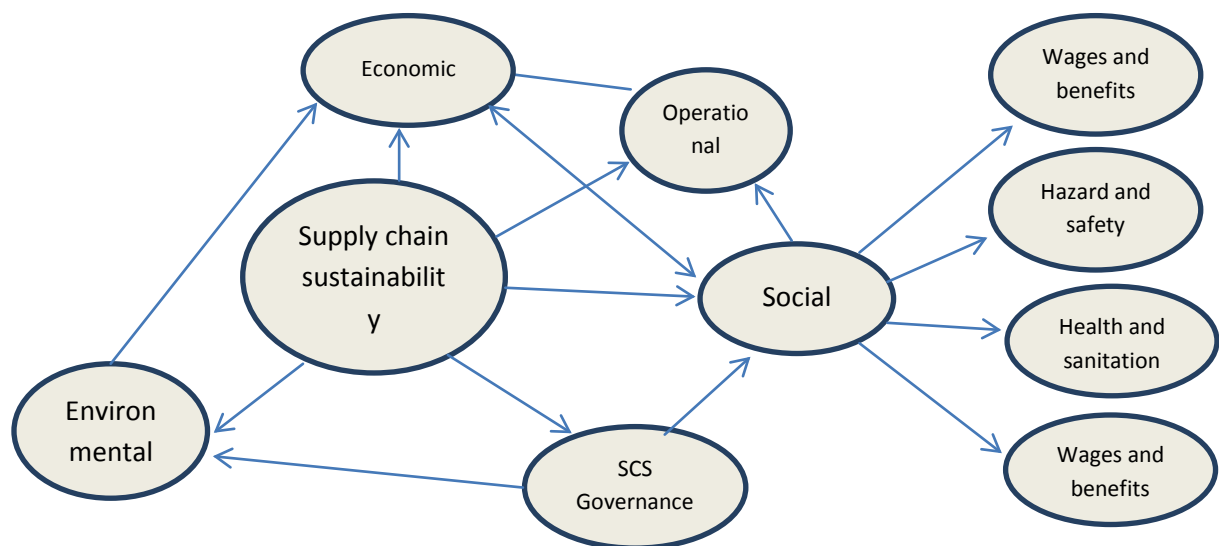 Economic
Operatio
nal
Wages and
benefits
Hazard and
safety
Supply chain
sustainabilit
y
Social
Health and
sanitation
Environ
mental
SCS
Governance
Wages and
benefits